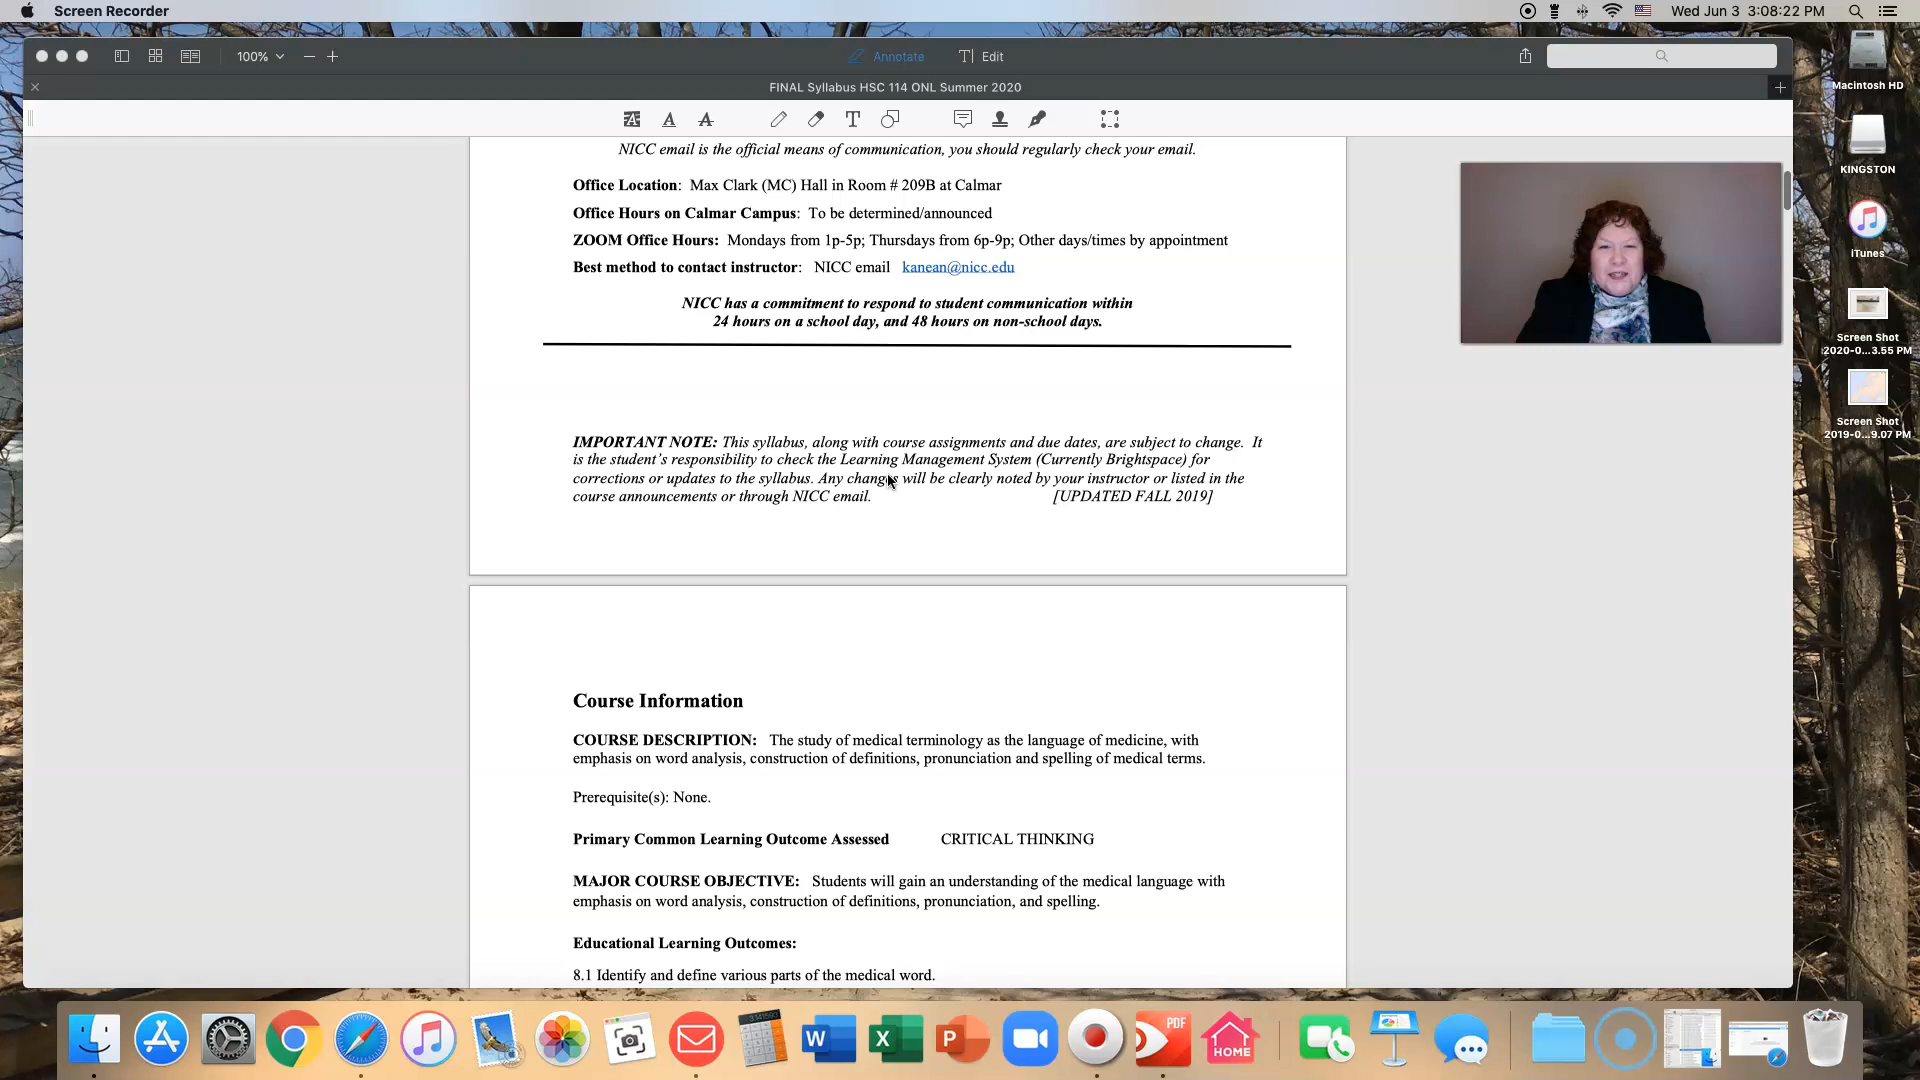 Screen Recorder
Wed Jun 3 3:08:22 PM
100%
Annotate
Edit
FINAL Syllabus HSC 114 ONL Summer 2020
NICC email is the official means of communication, you should regularly check your email.
Office Location: Max Clark (MC) Hall in Room # 209B at Calmar
Office Hours on Calmar Campus: To be determined/announced
ZOOM Office Hours: Mondays from 1p-5p; Thursdays from 6p-9p; Other days/times by appointment
Best method to contact instructor: NICC email kanean@nicc.edu
NICC has a commitment to respond to student communication within
24 hours on a school day, and 48 hours on non-school days.
IMPORTANT NOTE: This syllabus, along with course assignments and due dates, are subject to change. It
is the student's responsibility to check the Learning Management System (Currently Brightspace) for
corrections or updates to the syllabus. Any changes will be clearly noted by your instructor or listed in the
course announcements or through NICC email. [UPDATED FALL 2019]
Course Information
COURSE DESCRIPTION: The study of medical terminology as the language of medicine, with
emphasis on word analysis, construction of definitions, pronunciation and spelling of medical terms.
Prerequisite(s): None.
Primary Common Learning Outcome Assessed CRITICAL THINKING
MAJOR COURSE OBJECTIVE: Students will gain an understanding of the medical language with
emphasis on word analysis, construction of definitions, pronunciation, and spelling.
Educational Learning Outcomes:
8.1 Identify and define various parts of the medical word.
Macintosh HD
KINGSTON
iTunes
Screen Shot
2020-0...3.55 PM
Screen Shot
2019-0...9.07 PM
W
X
P
PDF
HOME